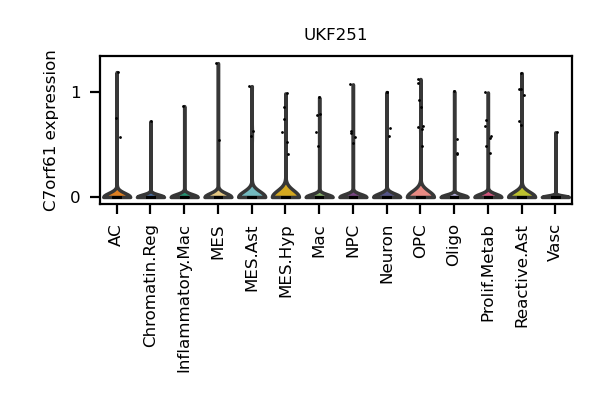 UKF251
C7orf61 expression
1
0
AC
Chromatin.Reg
Inflammatory.Mac
MES
MES.Ast
MES.Hyp
Mac
NPC
Neuron
OPC
Oligo
Prolif.Metab
Reactive.Ast
Vasc